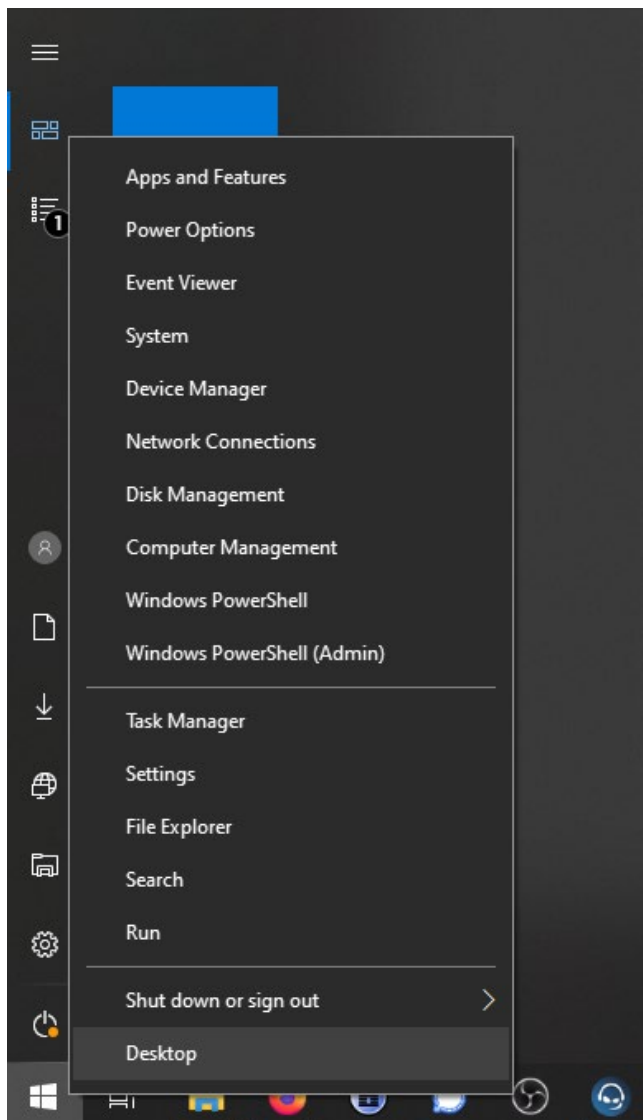 1
Apps and Features
Power Options
Event Viewer
System
Device Manager
Network Connections
Disk Management
Computer Management
Windows PowerShell
Windows PowerShell (Admin)
Task Manager
Settings
File Explorer
Search
Run
Shut down or sign out
Desktop